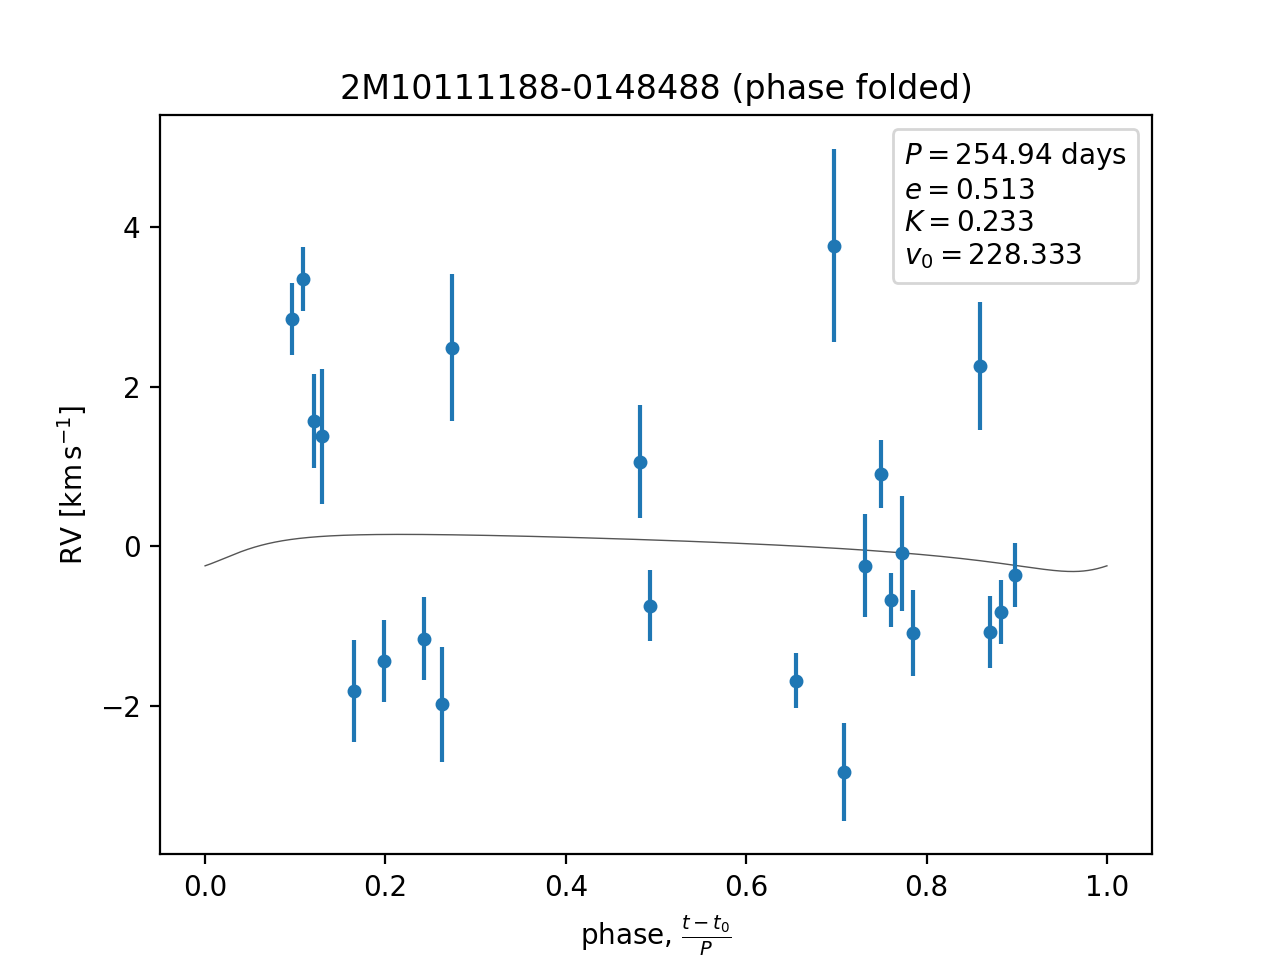 2M10111188-0148488 (phase folded)
P = 254.94 days
e = 0.513
K = 0.233
v₀ = 228.333
4
2
0
−2
RV [km s⁻¹]
0.0 0.2 0.4 0.6 0.8 1.0
phase, (t − t₀)/P